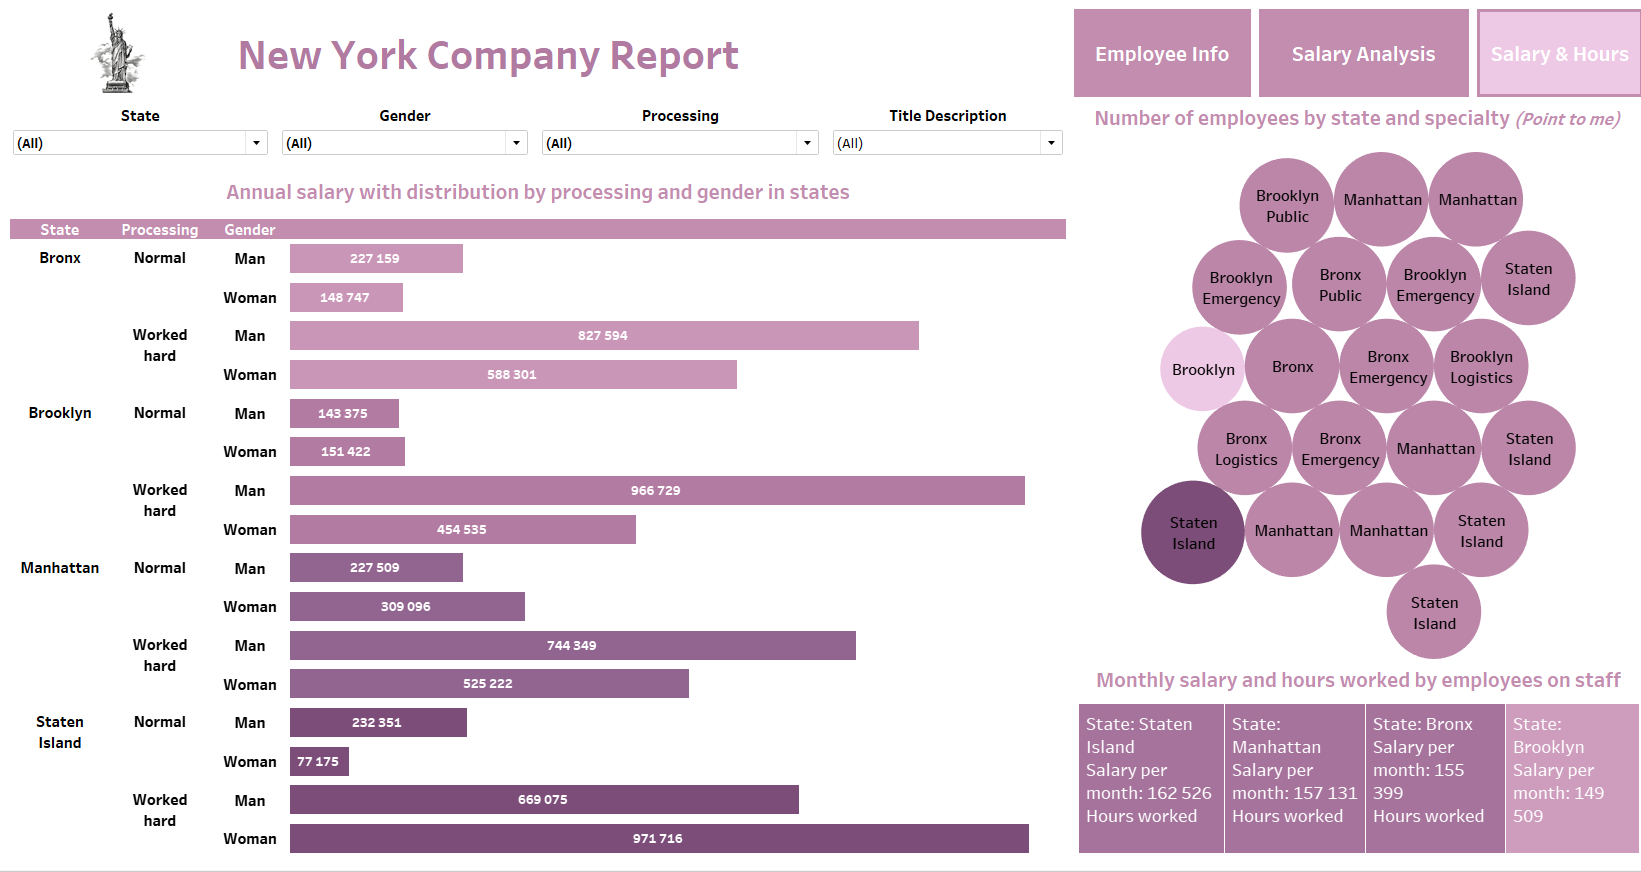 New York Company Report
Employee Info
Salary Analysis
Salary & Hours
State
Gender
Processing
Title Description
(All)
(All)
(All)
(All)
Annual salary with distribution by processing and gender in states
State Processing Gender
Bronx Normal Man 227 159
Woman 148 747
Worked
hard
Man 827 594
Woman 588 301
Brooklyn Normal Man 143 375
Woman 151 422
Worked
hard
Man 966 729
Woman 454 535
Manhattan Normal Man 227 509
Woman 309 096
Worked
hard
Man 744 349
Woman 525 222
Staten
Island
Normal Man 232 351
Woman 77 175
Worked
hard
Man 669 075
Woman 971 716
Number of employees by state and specialty (Point to me)
Brooklyn
Public
Manhattan
Manhattan
Brooklyn
Emergency
Bronx
Public
Brooklyn
Emergency
Staten
Island
Brooklyn
Bronx
Bronx
Emergency
Brooklyn
Logistics
Bronx
Logistics
Bronx
Emergency
Manhattan
Staten
Island
Staten
Island
Manhattan
Manhattan
Staten
Island
Staten
Island
Monthly salary and hours worked by employees on staff
State: Staten
Island
Salary per
month: 162 526
Hours worked
State:
Manhattan
Salary per
month: 157 131
Hours worked
State: Bronx
Salary per
month: 155
399
Hours worked
State:
Brooklyn
Salary per
month: 149
509